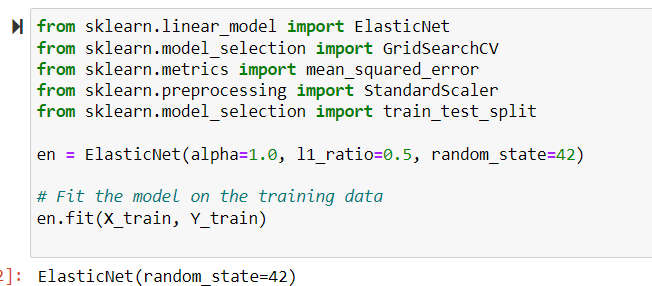 from sklearn.linear_model import ElasticNet
from sklearn.model_selection import GridSearchCV
from sklearn.metrics import mean_squared_error
from sklearn.preprocessing import StandardScaler
from sklearn.model_selection import train_test_split
en = ElasticNet(alpha=1.0, l1_ratio=0.5, random_state=42)
# Fit the model on the training data
en.fit(X_train, Y_train)
2]: ElasticNet(random_state=42)